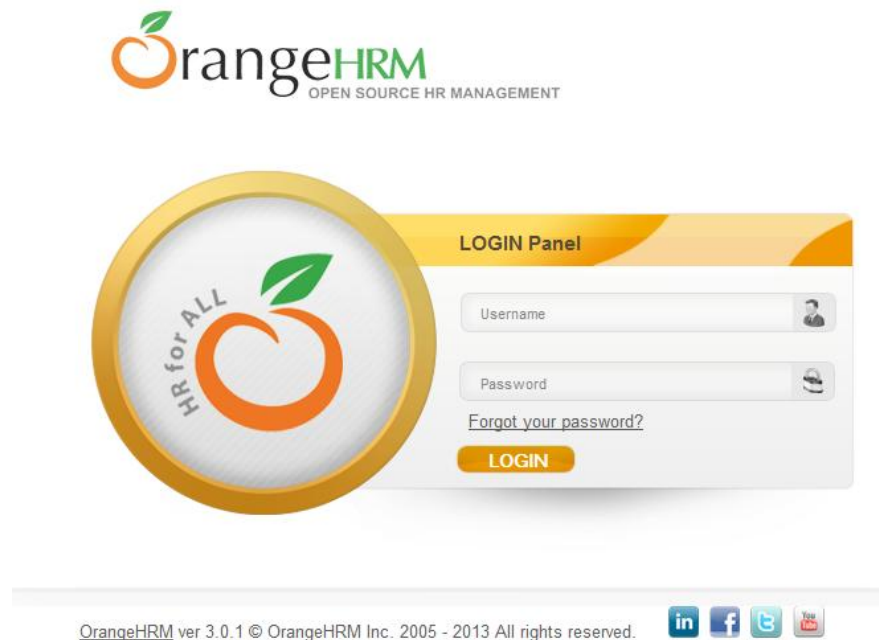 OrangeHRM
OPEN SOURCE HR MANAGEMENT
HR for ALL
LOGIN Panel
Username
Password
Forgot your password?
LOGIN
OrangeHRM ver 3.0.1 © OrangeHRM Inc. 2005 - 2013 All rights reserved.
in f t You Tube